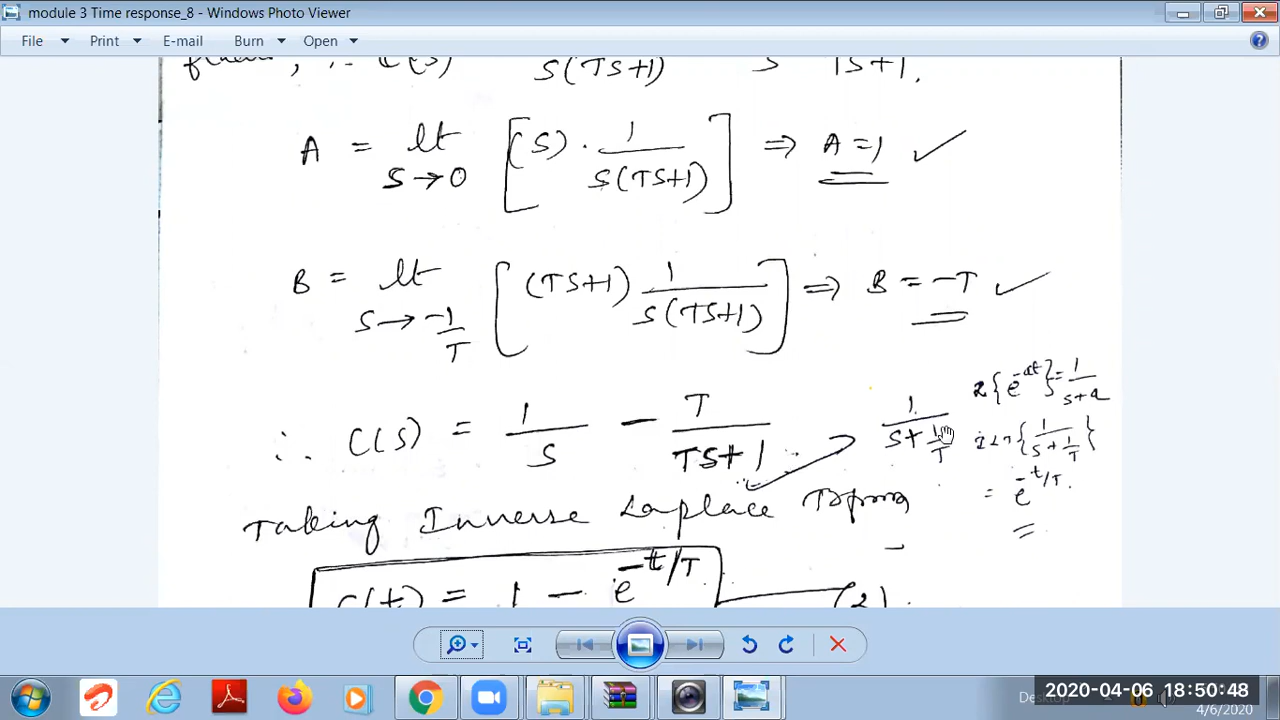 module 3 Time response_8 - Windows Photo Viewer
File Print E-mail Burn Open
C(S) S(TS+1) S TS+1.
A = lt S→0 [(S) · 1/S(TS+1)] ⇒ A = 1 ✓
B = lt S→-1/T [(TS+1) 1/S(TS+1)] ⇒ B = -T ✓
∴ C(S) = 1/S - T/TS+1 → 1/S+1/T
L{e^-at} = 1/S+a
{1/S+1/T}
= e^-t/T.
Taking Inverse Laplace
C(t) = 1 - e^-t/T (2).
Desktop
2020-04-06 18:50:48
4/6/2020